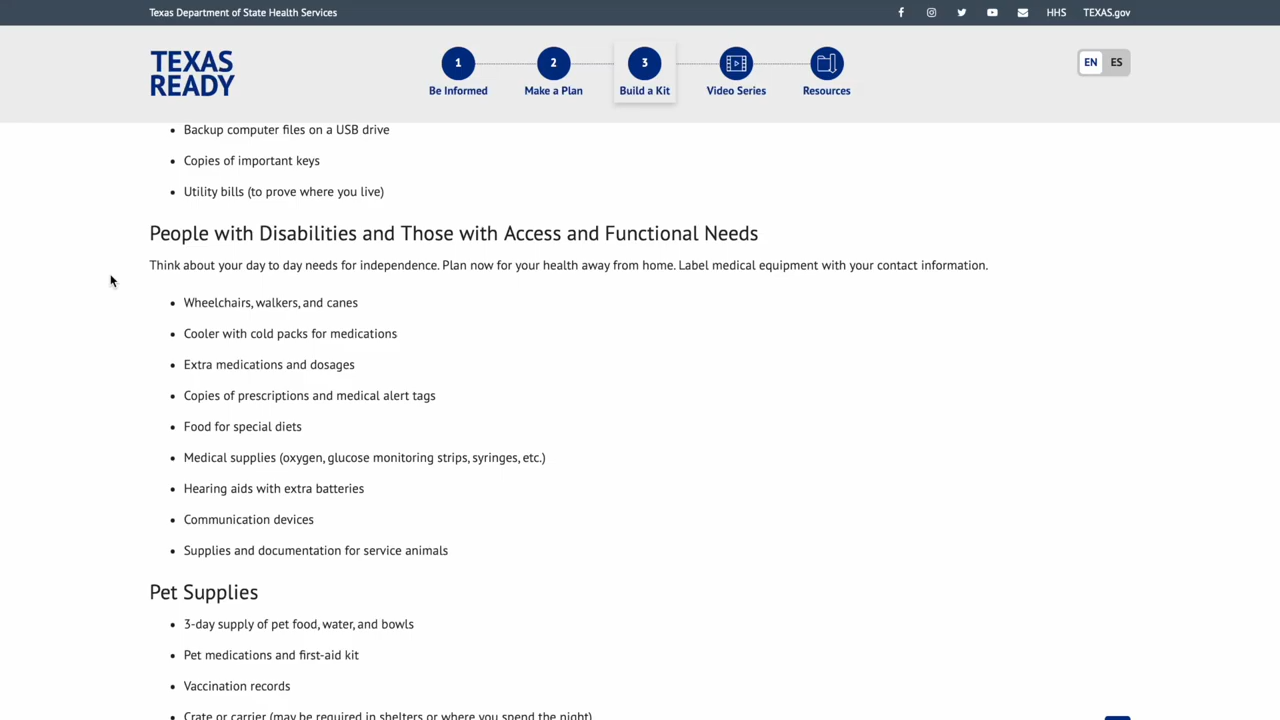 Texas Department of State Health Services
HHS
TEXAS.gov
TEXAS
READY
1
Be Informed
2
Make a Plan
3
Build a Kit
Video Series
Resources
EN ES
Backup computer files on a USB drive
Copies of important keys
Utility bills (to prove where you live)
People with Disabilities and Those with Access and Functional Needs
Think about your day to day needs for independence. Plan now for your health away from home. Label medical equipment with your contact information.
Wheelchairs, walkers, and canes
Cooler with cold packs for medications
Extra medications and dosages
Copies of prescriptions and medical alert tags
Food for special diets
Medical supplies (oxygen, glucose monitoring strips, syringes, etc.)
Hearing aids with extra batteries
Communication devices
Supplies and documentation for service animals
Pet Supplies
3-day supply of pet food, water, and bowls
Pet medications and first-aid kit
Vaccination records
Crate or carrier (may be required in shelters or where you spend the night)